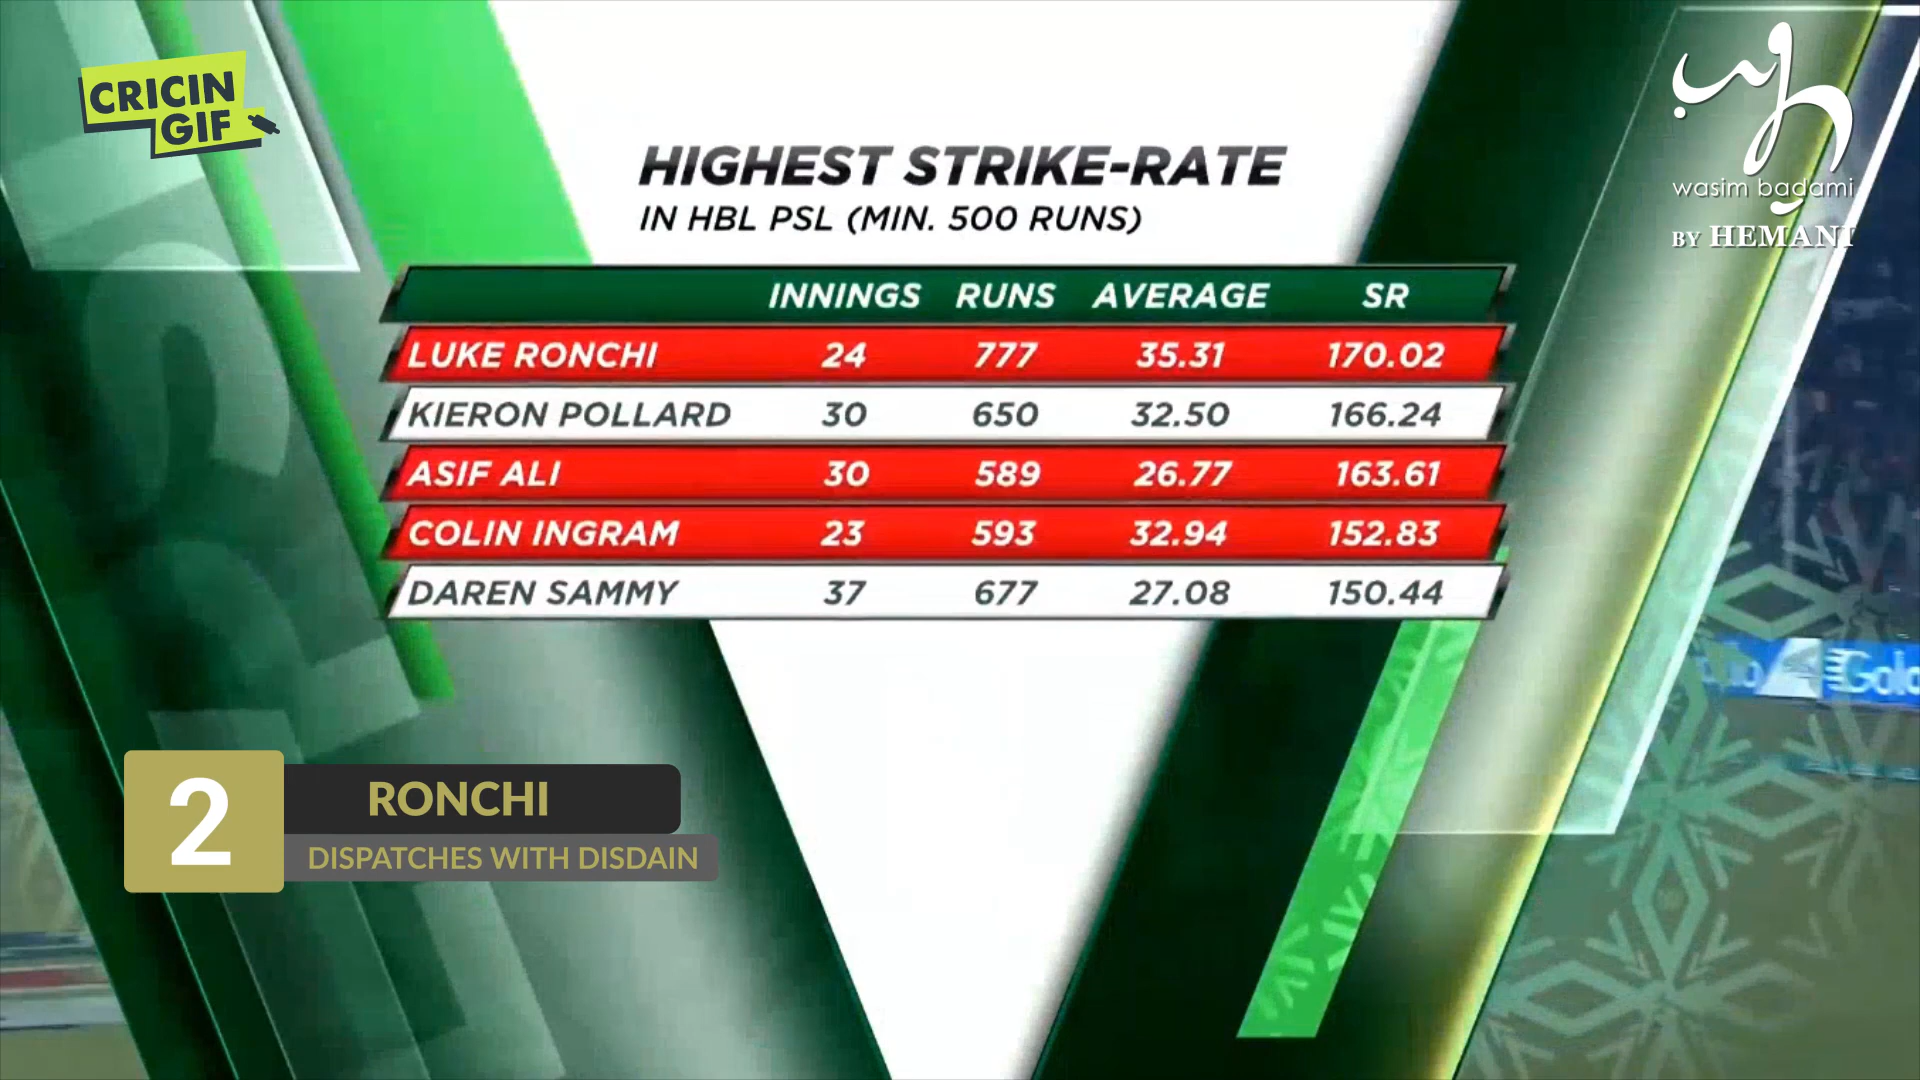 CRICIN
GIF
wasim badami
BY HEMANI
HIGHEST STRIKE-RATE
IN HBL PSL (MIN. 500 RUNS)
INNINGS RUNS AVERAGE SR
LUKE RONCHI 24 777 35.31 170.02
KIERON POLLARD 30 650 32.50 166.24
ASIF ALI 30 589 26.77 163.61
COLIN INGRAM 23 593 32.94 152.83
DAREN SAMMY 37 677 27.08 150.44
2
RONCHI
DISPATCHES WITH DISDAIN